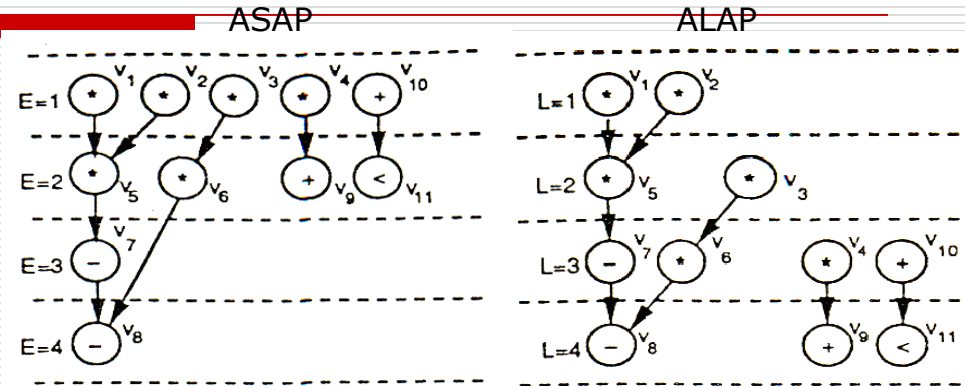 ASAP
ALAP
E=1 * V1 * V2 * V3 * V4 + V10
E=2 * V5 * V6 + V9 < V11
E=3 − V7
E=4 − V8
L=1 * V1 * V2
L=2 * V5 * V3
L=3 − V7 * V6 * V4 + V10
L=4 − V8 + V9 < V11